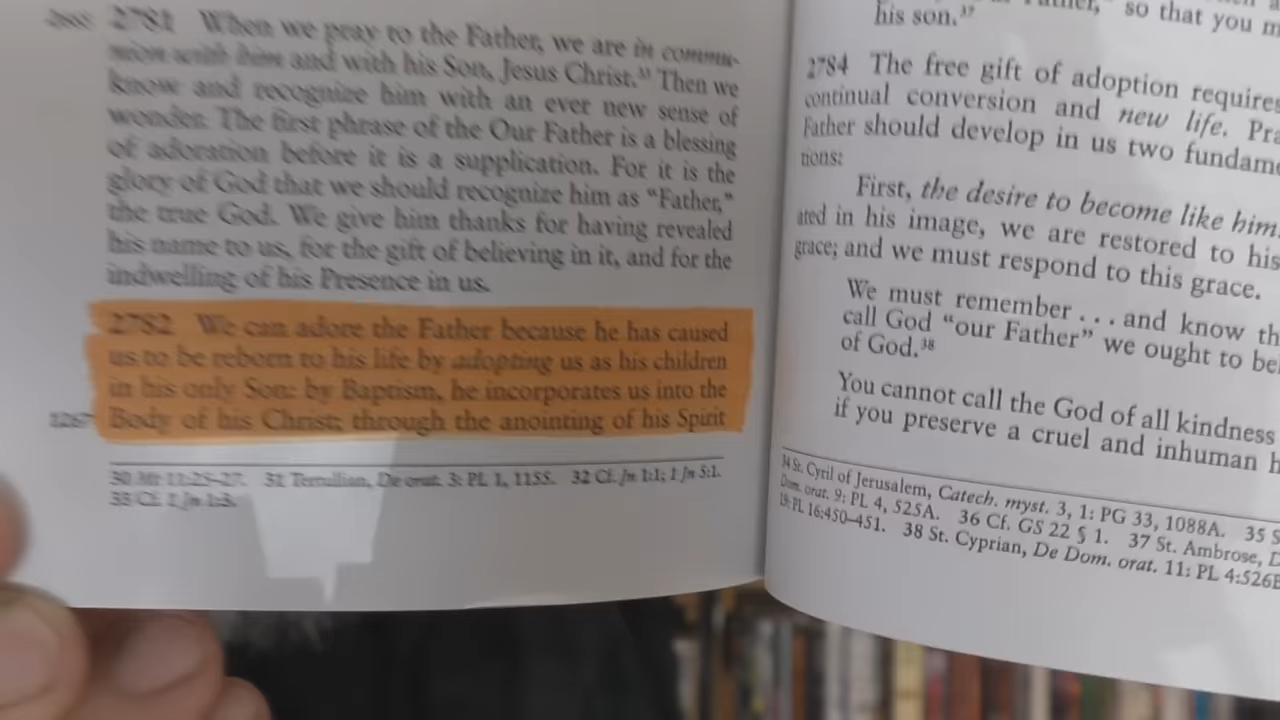 2781 When we pray to the Father, we are in commu-
nion with him and with his Son, Jesus Christ.33 Then we
know and recognize him with an ever new sense of
wonder. The first phrase of the Our Father is a blessing
of adoration before it is a supplication. For it is the
glory of God that we should recognize him as “Father,”
the true God. We give him thanks for having revealed
his name to us, for the gift of believing in it, and for the
indwelling of his Presence in us.
2782 We can adore the Father because he has caused
us to be reborn to his life by adopting us as his children
in his only Son: by Baptism, he incorporates us into the
1267 Body of his Christ; through the anointing of his Spirit
30 Mt 11:25-27. 31 Tertullian, De orat. 3: PL 1, 1155. 32 Cf. Jn 1:1; 1 Jn 5:1.
33 Cf. 1 Jn 1:3.
so that you
his son.37
2784 The free gift of adoption requires
continual conversion and new life.
Father should develop in us two
tions:
First, the desire to become like him:
ated in his image, we are restored to his
grace; and we must respond to this grace.
We must remember . . . and know
call God “our Father” we ought to
of God.38
You cannot call the God of all kindness
if you preserve a cruel and inhuman
34 St. Cyril of Jerusalem, Catech. myst. 3, 1: PG 33, 1088A. 35
Dom. orat. 9: PL 4, 525A. 36 Cf. GS 22 § 1. 37 St. Ambrose,
19: PL 16:450–451. 38 St. Cyprian, De Dom. orat. 11: PL 4:526B